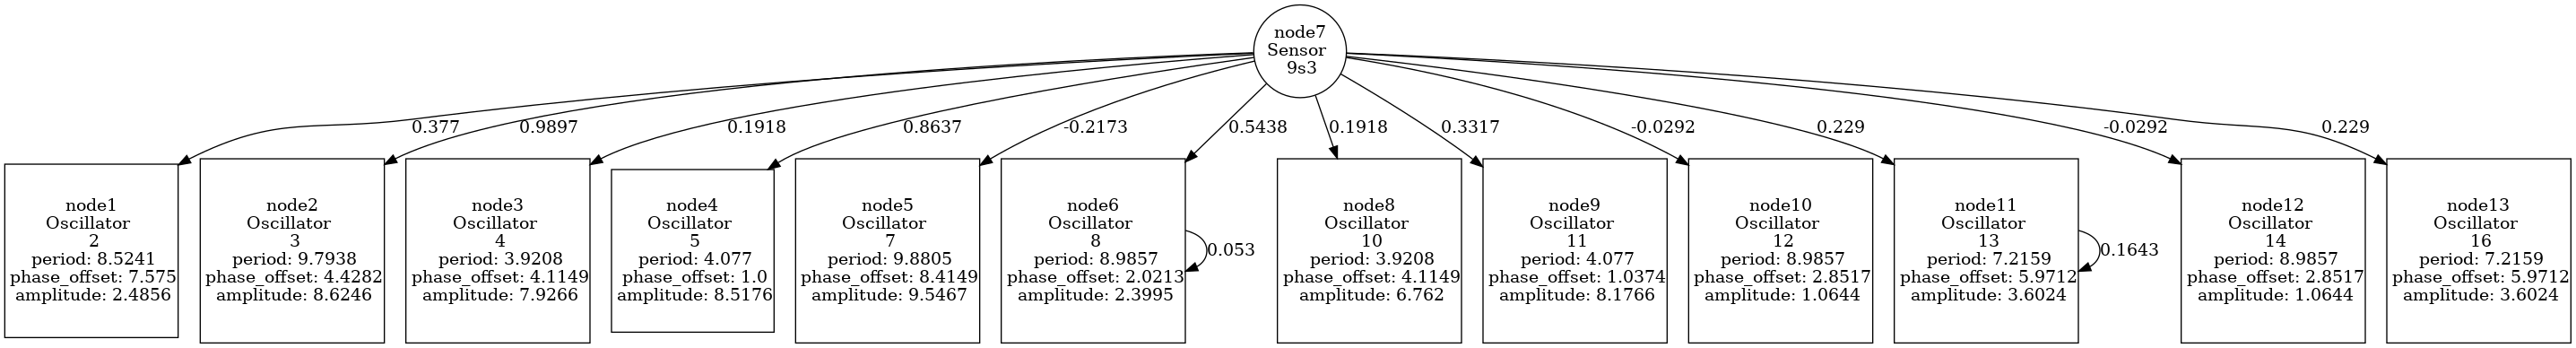 node7
Sensor
9s3
0.377
0.9897
0.1918
0.8637
-0.2173
0.5438
0.1918
0.3317
-0.0292
0.229
-0.0292
0.229
node1
Oscillator
2
period: 8.5241
phase_offset: 7.575
amplitude: 2.4856
node2
Oscillator
3
period: 9.7938
phase_offset: 4.4282
amplitude: 8.6246
node3
Oscillator
4
period: 3.9208
phase_offset: 4.1149
amplitude: 7.9266
node4
Oscillator
5
period: 4.077
phase_offset: 1.0
amplitude: 8.5176
node5
Oscillator
7
period: 9.8805
phase_offset: 8.4149
amplitude: 9.5467
node6
Oscillator
8
period: 8.9857
phase_offset: 2.0213
amplitude: 2.3995
0.053
node8
Oscillator
10
period: 3.9208
phase_offset: 4.1149
amplitude: 6.762
node9
Oscillator
11
period: 4.077
phase_offset: 1.0374
amplitude: 8.1766
node10
Oscillator
12
period: 8.9857
phase_offset: 2.8517
amplitude: 1.0644
node11
Oscillator
13
period: 7.2159
phase_offset: 5.9712
amplitude: 3.6024
0.1643
node12
Oscillator
14
period: 8.9857
phase_offset: 2.8517
amplitude: 1.0644
node13
Oscillator
16
period: 7.2159
phase_offset: 5.9712
amplitude: 3.6024